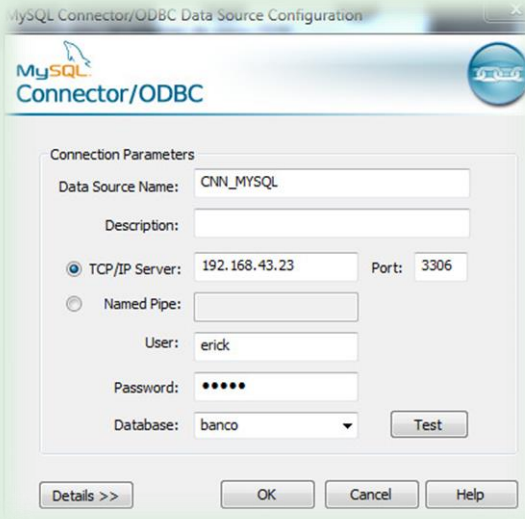 MySQL Connector/ODBC Data Source Configuration
MySQL
Connector/ODBC
Connection Parameters
Data Source Name: CNN_MYSQL
Description:
TCP/IP Server: 192.168.43.23 Port: 3306
Named Pipe:
User: erick
Password: •••••
Database: banco Test
Details >> OK Cancel Help